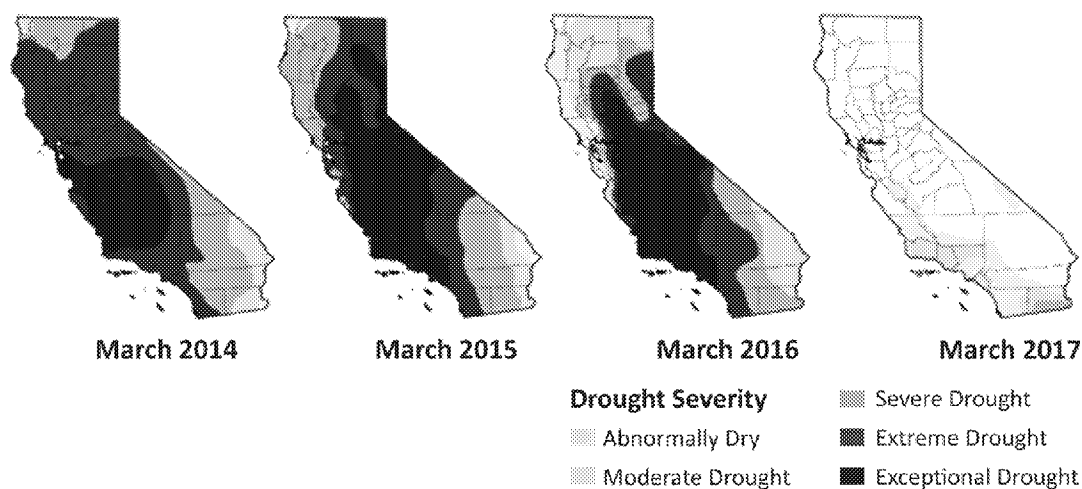 March 2014
March 2015
March 2016
March 2017
Drought Severity
Abnormally Dry
Moderate Drought
Severe Drought
Extreme Drought
Exceptional Drought